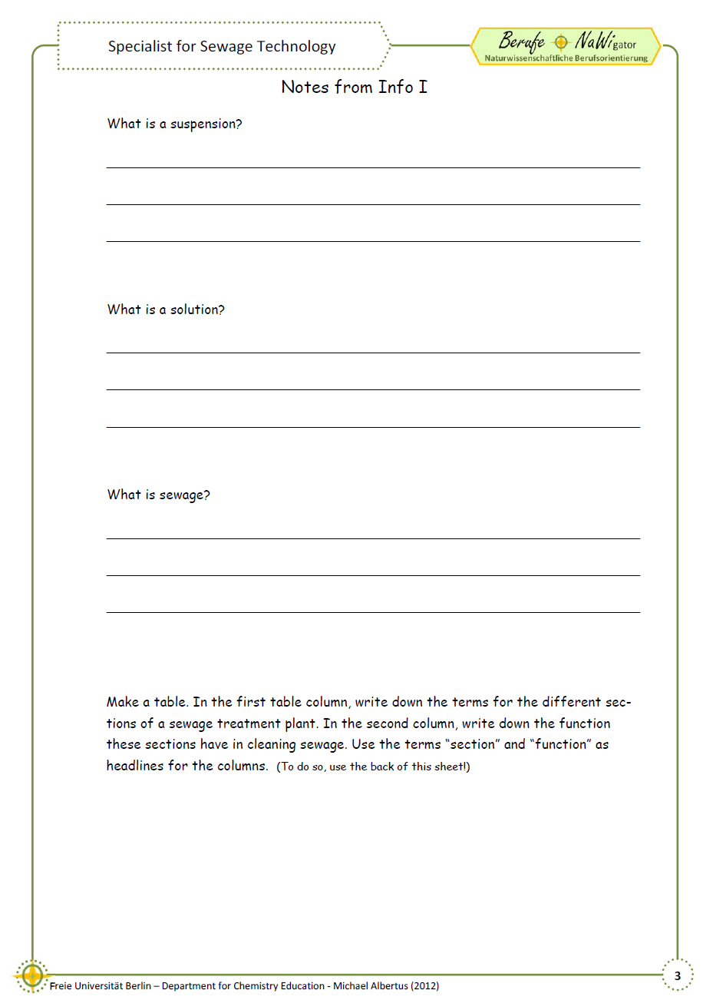 Specialist for Sewage Technology
Berufe NaWigator
Naturwissenschaftliche Berufsorientierung
Notes from Info I
What is a suspension?
What is a solution?
What is sewage?
Make a table. In the first table column, write down the terms for the different sec-
tions of a sewage treatment plant. In the second column, write down the function
these sections have in cleaning sewage. Use the terms “section” and “function” as
headlines for the columns. (To do so, use the back of this sheet!)
Freie Universität Berlin – Department for Chemistry Education - Michael Albertus (2012)
3